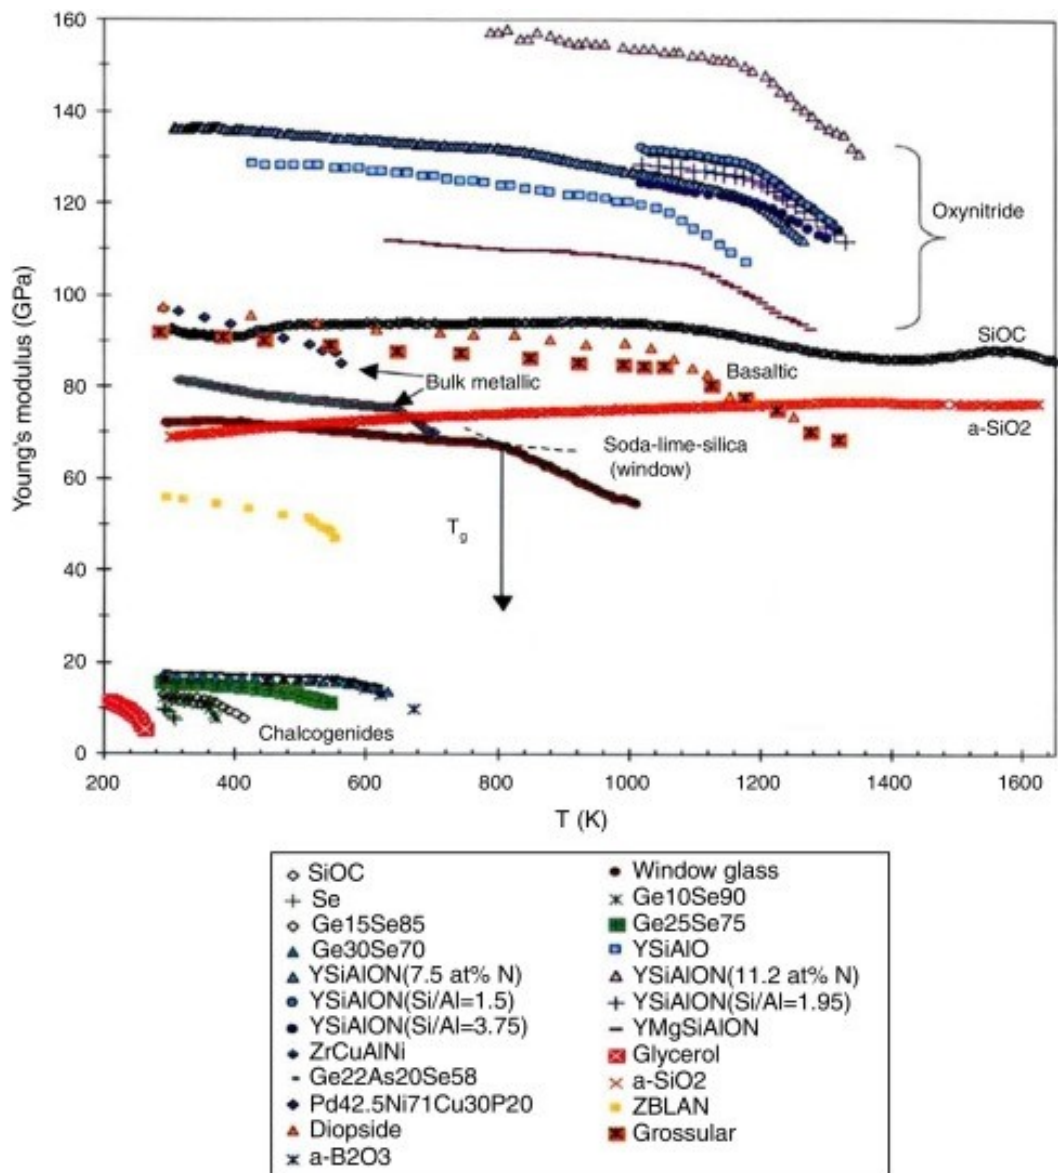 160
140
120
100
80
60
40
20
0
Young's modulus (GPa)
Oxynitride
SiOC
Bulk metallic
Basaltic
a-SiO2
Soda-lime-silica
(window)
Tg
Chalcogenides
200 400 600 800 1000 1200 1400 1600
T (K)
SiOC Window glass
Se Ge10Se90
Ge15Se85 Ge25Se75
Ge30Se70 YSiAlO
YSiAlON(7.5 at% N) YSiAlON(11.2 at% N)
YSiAlON(Si/Al=1.5) YSiAlON(Si/Al=1.95)
YSiAlON(Si/Al=3.75) YMgSiAlON
ZrCuAlNi Glycerol
Ge22As20Se58 a-SiO2
Pd42.5Ni71Cu30P20 ZBLAN
Diopside Grossular
a-B2O3